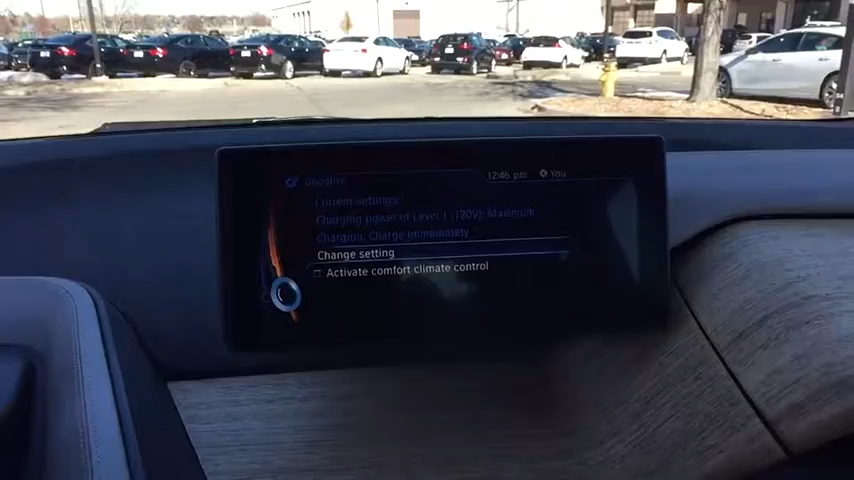 Goodbye
12:46 pm You
Current settings:
Charging power of Level 1 (120V): Maximum
Charging: Charge immediately
Change setting
Activate comfort climate control